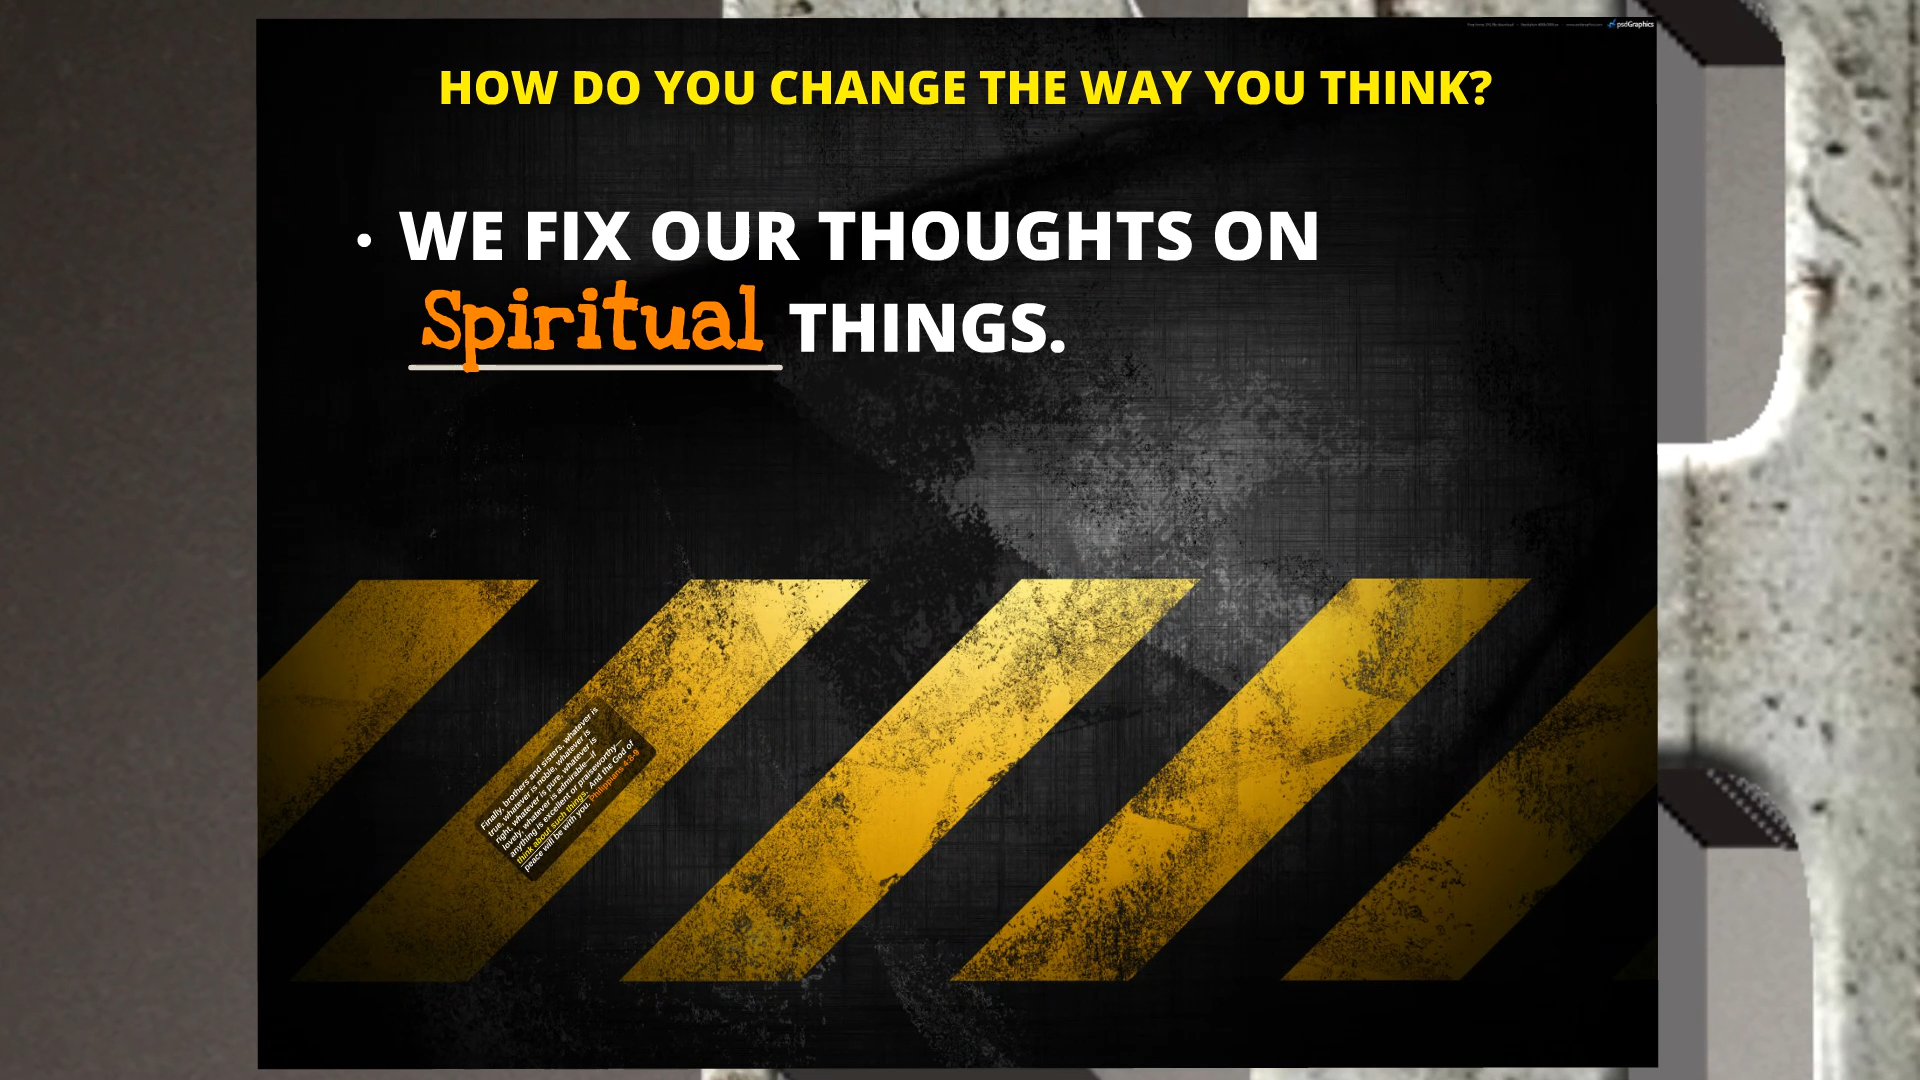 psdGraphics
HOW DO YOU CHANGE THE WAY YOU THINK?
• WE FIX OUR THOUGHTS ON
Spiritual THINGS.
Finally, brothers and sisters, whatever is
true, whatever is noble, whatever is
right, whatever is pure, whatever is
lovely, whatever is admirable—if
anything is excellent or praiseworthy—
think about such things. And the God of
peace will be with you. Philippians 4:8-9